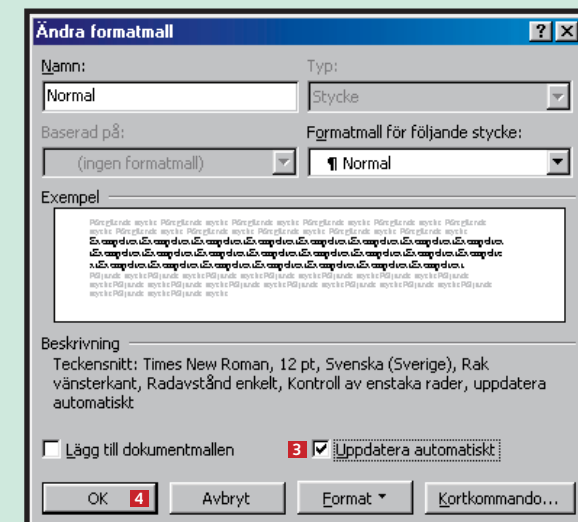 Ändra formatmall
Namn: Typ:
Normal Stycke
Baserad på: Formatmall för följande stycke:
(ingen formatmall) ¶ Normal
Exempel
Beskrivning
Teckensnitt: Times New Roman, 12 pt, Svenska (Sverige), Rak
vänsterkant, Radavstånd enkelt, Kontroll av enstaka rader, uppdatera
automatiskt
Lägg till dokumentmallen 3 Uppdatera automatiskt
OK 4 Avbryt Format Kortkommando...